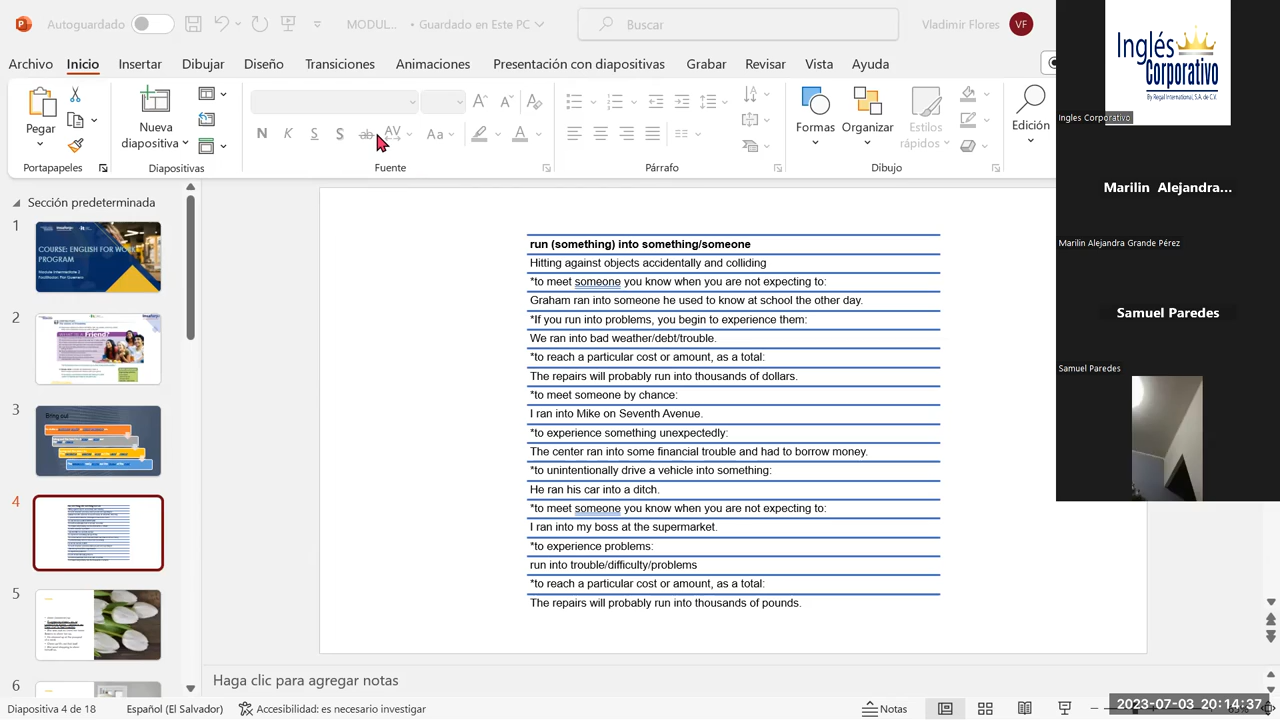 Autoguardado
MODUL... • Guardado en Este PC
Buscar
Vladimir Flores
VF
Archivo
Inicio
Insertar
Dibujar
Diseño
Transiciones
Animaciones
Presentación con diapositivas
Grabar
Revisar
Vista
Ayuda
Pegar
Nueva
diapositiva
N K S $ ab AV Aa A
Formas
Organizar
Estilos
rápidos
Edición
Portapapeles
Diapositivas
Fuente
Párrafo
Dibujo
Sección predeterminada
1
COURSE: ENGLISH FOR WORK
PROGRAM
2
3
Bring out
4
5
6
run (something) into something/someone
Hitting against objects accidentally and colliding
*to meet someone you know when you are not expecting to:
Graham ran into someone he used to know at school the other day.
*If you run into problems, you begin to experience them:
We ran into bad weather/debt/trouble.
*to reach a particular cost or amount, as a total:
The repairs will probably run into thousands of dollars.
*to meet someone by chance:
I ran into Mike on Seventh Avenue.
*to experience something unexpectedly:
The center ran into some financial trouble and had to borrow money.
*to unintentionally drive a vehicle into something:
He ran his car into a ditch.
*to meet someone you know when you are not expecting to:
I ran into my boss at the supermarket.
*to experience problems:
run into trouble/difficulty/problems
*to reach a particular cost or amount, as a total:
The repairs will probably run into thousands of pounds.
Haga clic para agregar notas
Diapositiva 4 de 18
Español (El Salvador)
Accesibilidad: es necesario investigar
Notas
2023-07-03 20:14:37
Inglés
Corporativo
By Regal International, S.A. de C.V.
Ingles Corporativo
Marilin Alejandra...
Marilin Alejandra Grande Pérez
Samuel Paredes
Samuel Paredes